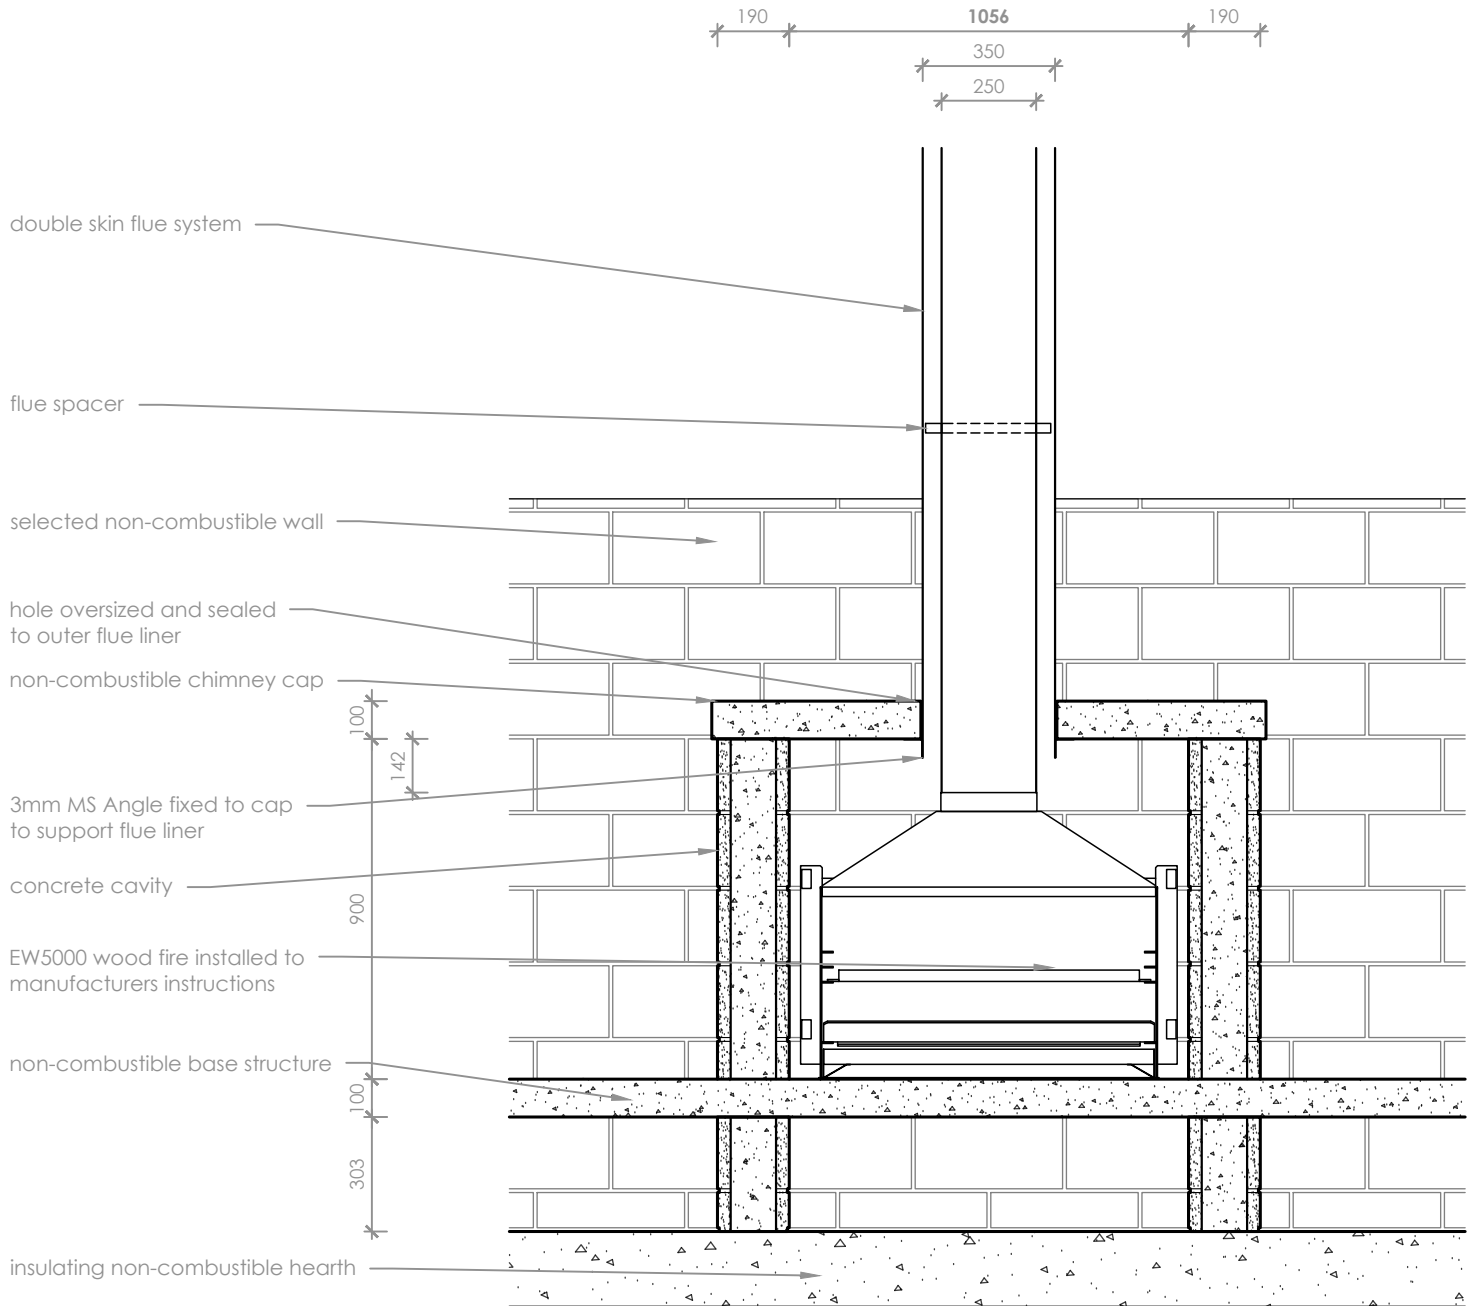 190
1056
190
350
250
double skin flue system
flue spacer
selected non-combustible wall
hole oversized and sealed
to outer flue liner
non-combustible chimney cap
100
142
3mm MS Angle fixed to cap
to support flue liner
concrete cavity
900
EW5000 wood fire installed to
manufacturers instructions
non-combustible base structure
100
303
insulating non-combustible hearth